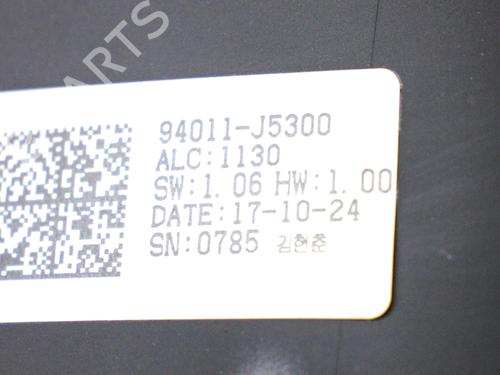 PARTS
94011-J5300
ALC:1130
SW:1.06 HW:1.00
DATE:17-10-24
SN:0785 김현준